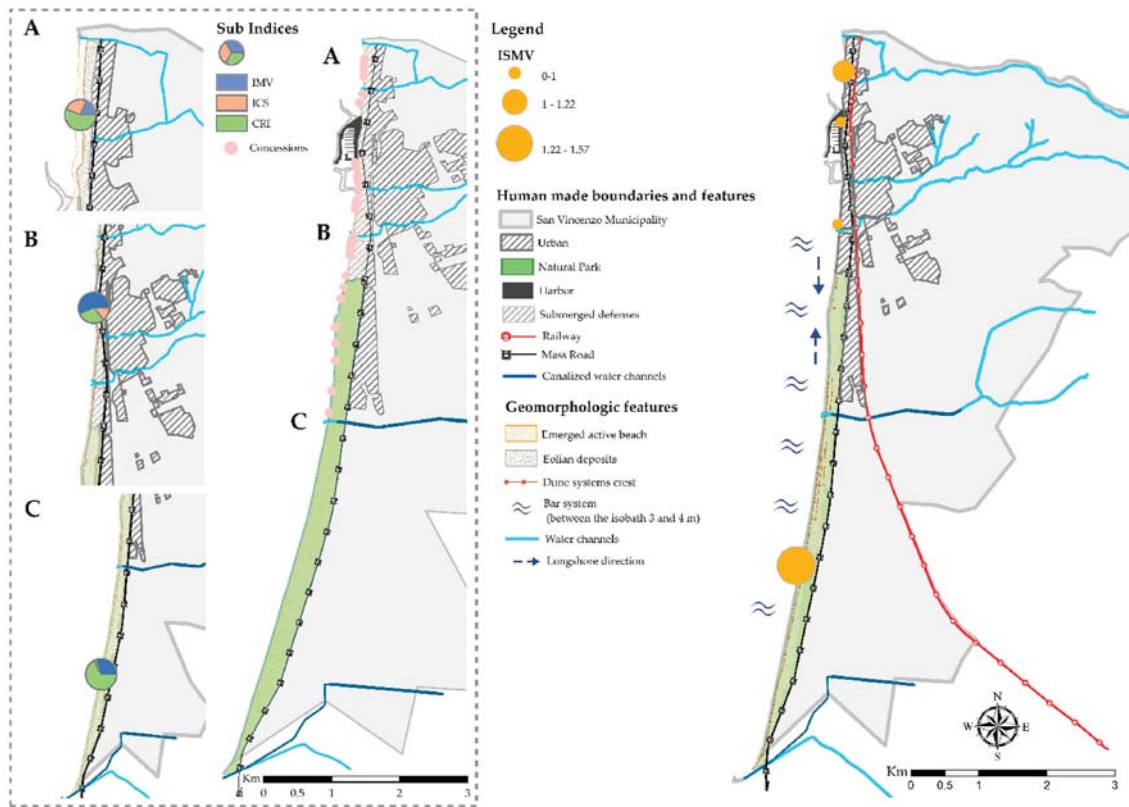 A
Sub Indices
IMV
ICS
CRI
Concessions
B
C
A
B
C
Km
0 0.5 1 2 3
Legend
ISMV
0-1
1 - 1.22
1.22 - 1.57
Human made boundaries and features
San Vincenzo Municipality
Urban
Natural Park
Harbor
Submerged defenses
Railway
Mass Road
Canalized water channels
Geomorphologic features
Emerged active beach
Eolian deposits
Dune systems crest
Bar system
(between the isobath 3 and 4 m)
Water channels
Longshore direction
N
W E
S
Km
0 0.5 1 2 3